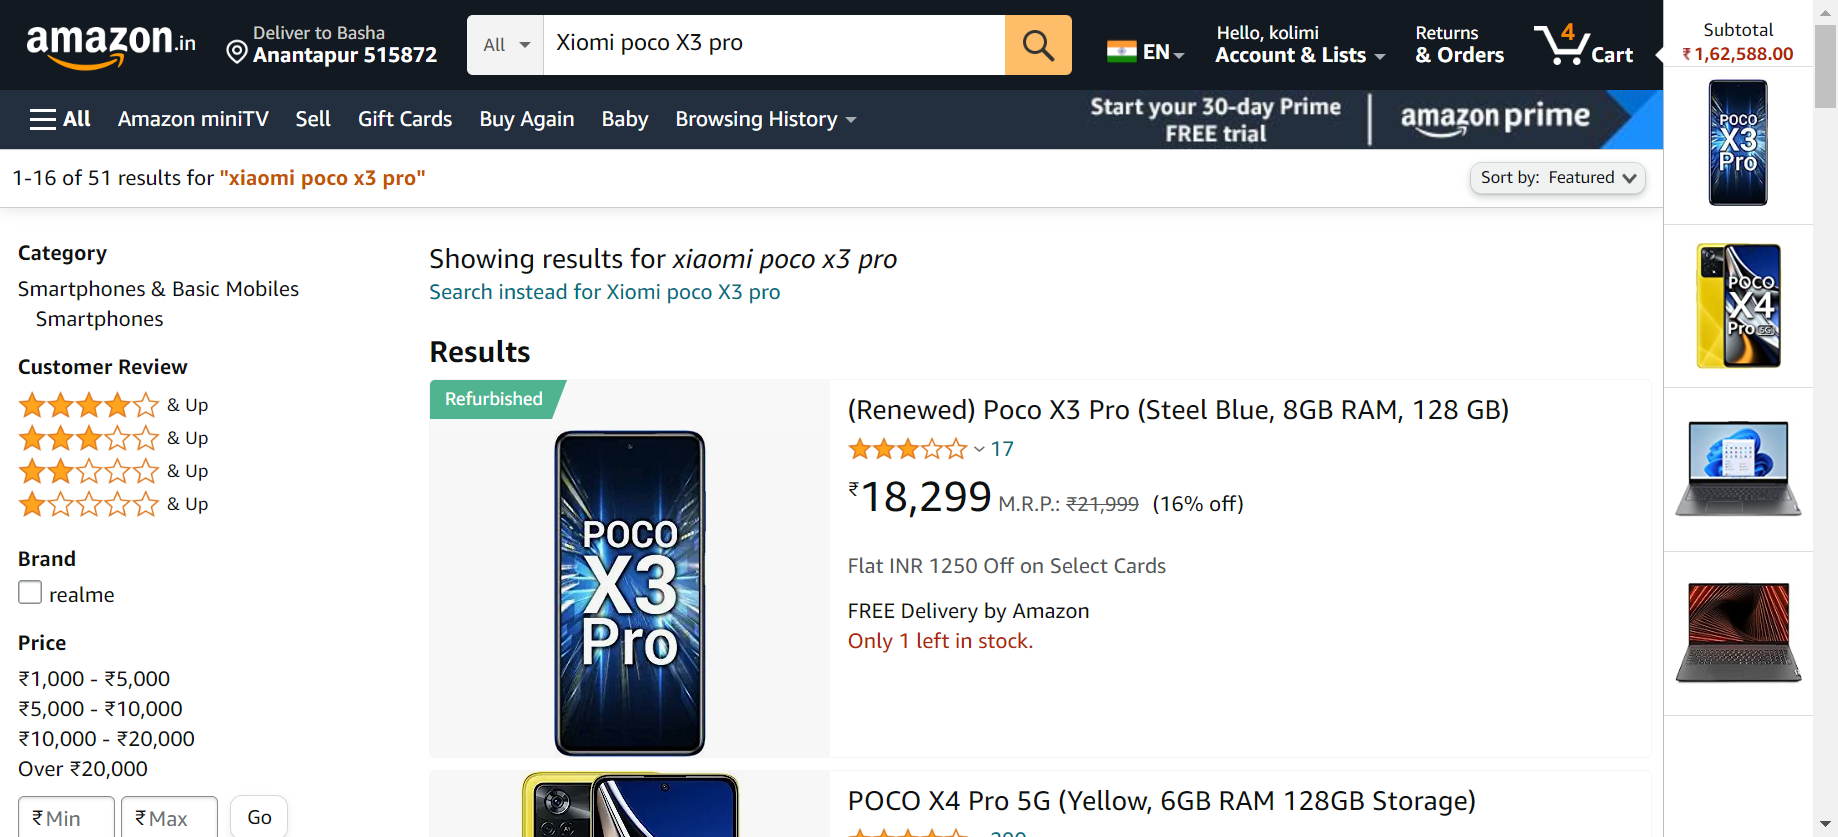 amazon.in
Deliver to Basha
Anantapur 515872
All
Xiomi poco X3 pro
EN
Hello, kolimi
Account & Lists
Returns
& Orders
4
Cart
Subtotal
₹ 1,62,588.00
All
Amazon miniTV
Sell
Gift Cards
Buy Again
Baby
Browsing History
Start your 30-day Prime
FREE trial
amazon prime
1-16 of 51 results for "xiaomi poco x3 pro"
Sort by: Featured
Category
Smartphones & Basic Mobiles
Smartphones
Customer Review
& Up
& Up
& Up
& Up
Brand
realme
Price
₹1,000 - ₹5,000
₹5,000 - ₹10,000
₹10,000 - ₹20,000
Over ₹20,000
₹ Min
₹ Max
Go
Showing results for xiaomi poco x3 pro
Search instead for Xiomi poco X3 pro
Results
Refurbished
POCO
X3
Pro
(Renewed) Poco X3 Pro (Steel Blue, 8GB RAM, 128 GB)
17
₹18,299 M.R.P.: ₹21,999 (16% off)
Flat INR 1250 Off on Select Cards
FREE Delivery by Amazon
Only 1 left in stock.
POCO X4 Pro 5G (Yellow, 6GB RAM 128GB Storage)
POCO
X3
Pro
POCO
X4
Pro 5G